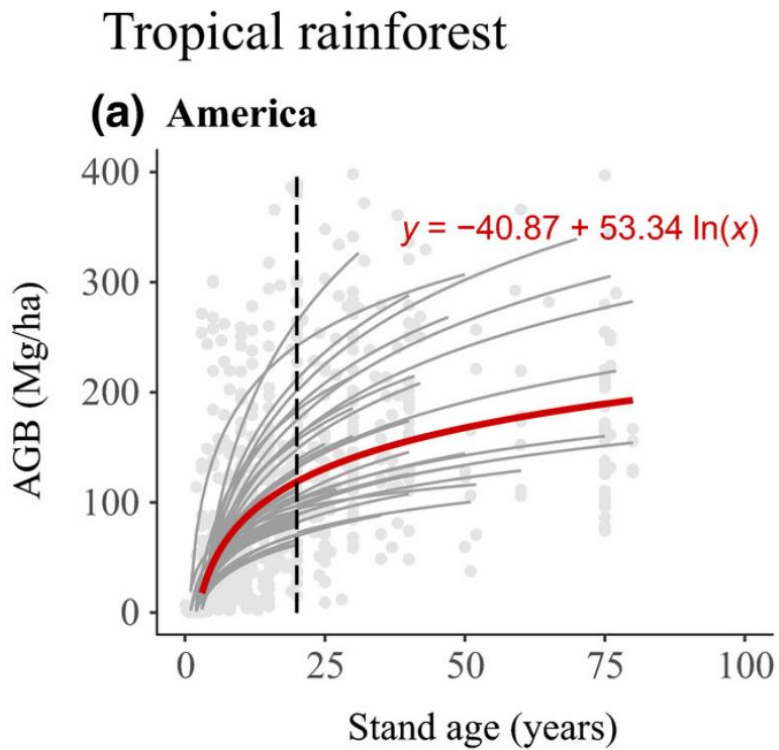 Tropical rainforest
(a) America
y = −40.87 + 53.34 ln(x)
AGB (Mg/ha)
400
300
200
100
0
0 25 50 75 100
Stand age (years)